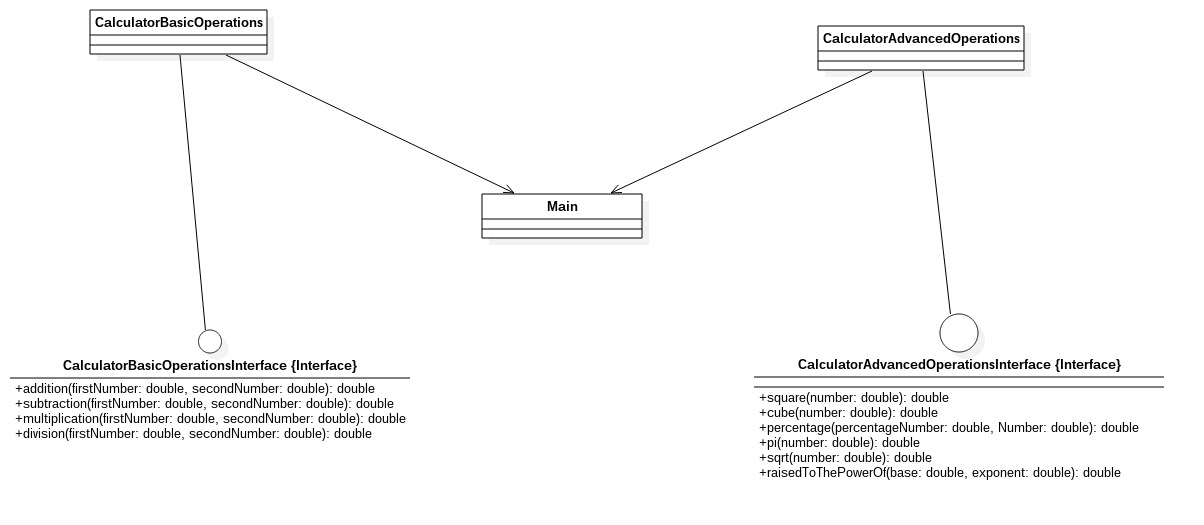 CalculatorBasicOperations
CalculatorAdvancedOperations
Main
CalculatorBasicOperationsInterface {Interface}
+addition(firstNumber: double, secondNumber: double): double
+subtraction(firstNumber: double, secondNumber: double): double
+multiplication(firstNumber: double, secondNumber: double): double
+division(firstNumber: double, secondNumber: double): double
CalculatorAdvancedOperationsInterface {Interface}
+square(number: double): double
+cube(number: double): double
+percentage(percentageNumber: double, Number: double): double
+pi(number: double): double
+sqrt(number: double): double
+raisedToThePowerOf(base: double, exponent: double): double